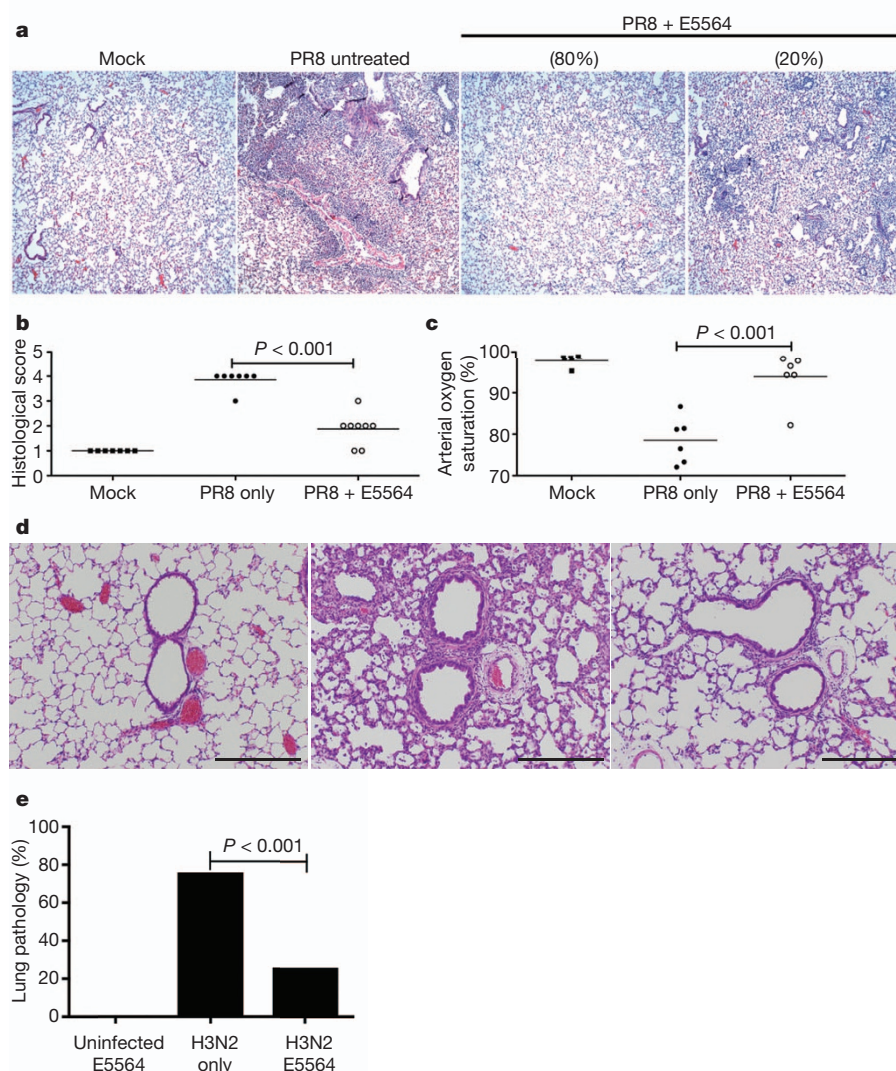 a
PR8 + E5564
Mock
PR8 untreated
(80%)
(20%)
b
Histological score
5
4
3
2
1
0
P < 0.001
Mock
PR8 only
PR8 + E5564
c
Arterial oxygen
saturation (%)
100
90
80
70
P < 0.001
Mock
PR8 only
PR8 + E5564
d
e
Lung pathology (%)
100
80
60
40
20
0
P < 0.001
Uninfected
E5564
H3N2
only
H3N2
E5564